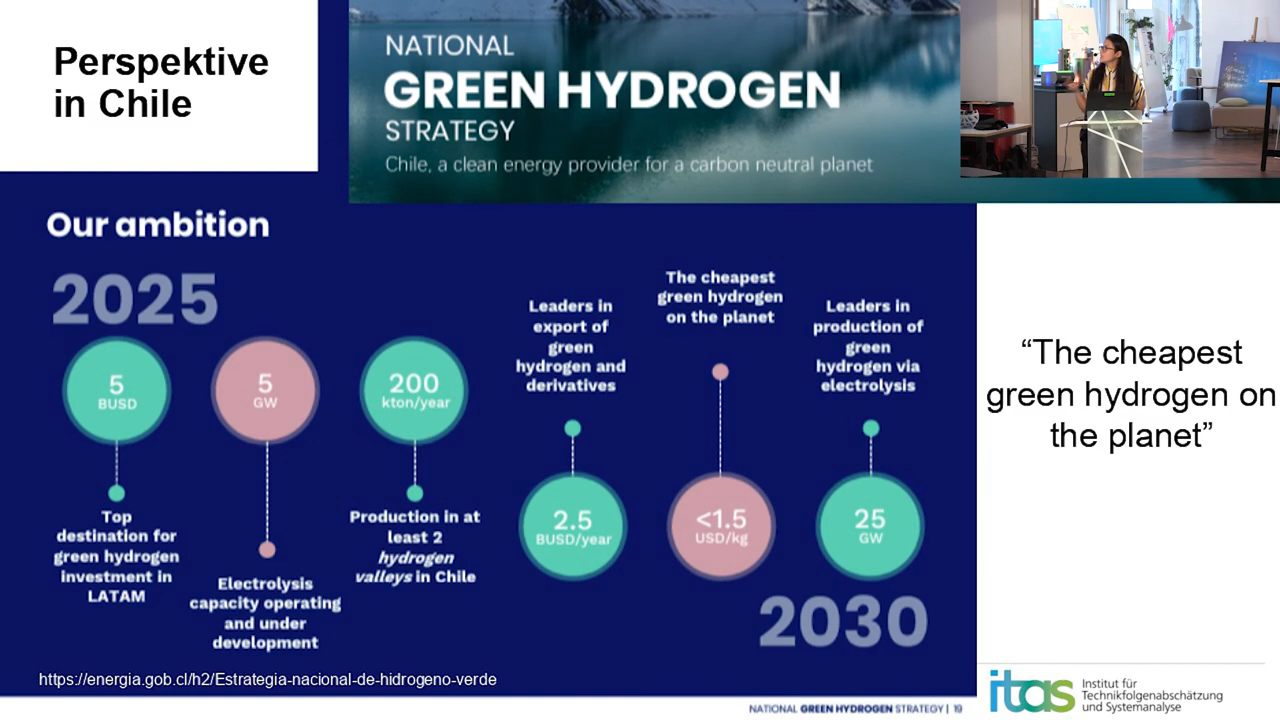 Perspektive
in Chile
NATIONAL
GREEN HYDROGEN
STRATEGY
Chile, a clean energy provider for a carbon neutral planet
Our ambition
2025
5
BUSD
Top
destination for
green hydrogen
investment in
LATAM
5
GW
Electrolysis
capacity operating
and under
development
200
kton/year
Production in at
least 2
hydrogen
valleys in Chile
Leaders in
export of
green
hydrogen and
derivatives
2.5
BUSD/year
The cheapest
green hydrogen
on the planet
<1.5
USD/kg
Leaders in
production of
green
hydrogen via
electrolysis
25
GW
2030
“The cheapest
green hydrogen on
the planet”
https://energia.gob.cl/h2/Estrategia-nacional-de-hidrogeno-verde
NATIONAL GREEN HYDROGEN STRATEGY | 19
itas
Institut für
Technikfolgenabschätzung
und Systemanalyse